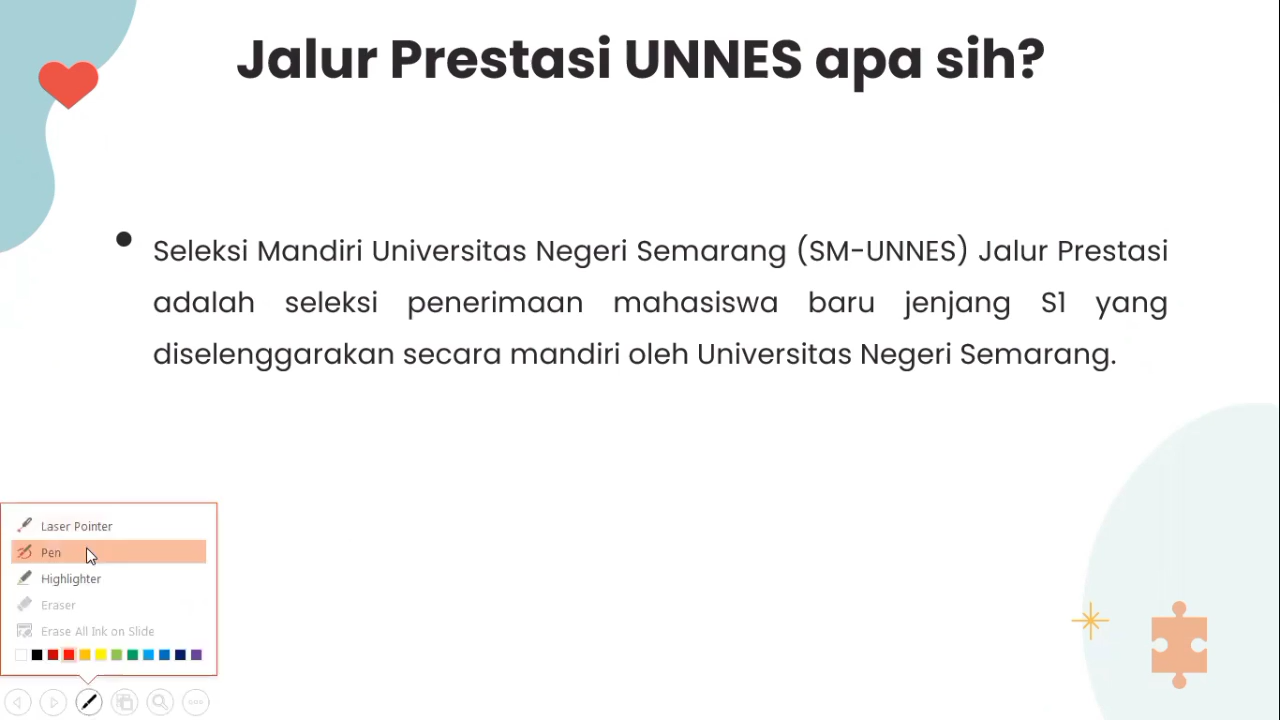 Jalur Prestasi UNNES apa sih?
• Seleksi Mandiri Universitas Negeri Semarang (SM-UNNES) Jalur Prestasi
adalah seleksi penerimaan mahasiswa baru jenjang S1 yang
diselenggarakan secara mandiri oleh Universitas Negeri Semarang.
Laser Pointer
Pen
Highlighter
Eraser
Erase All Ink on Slide